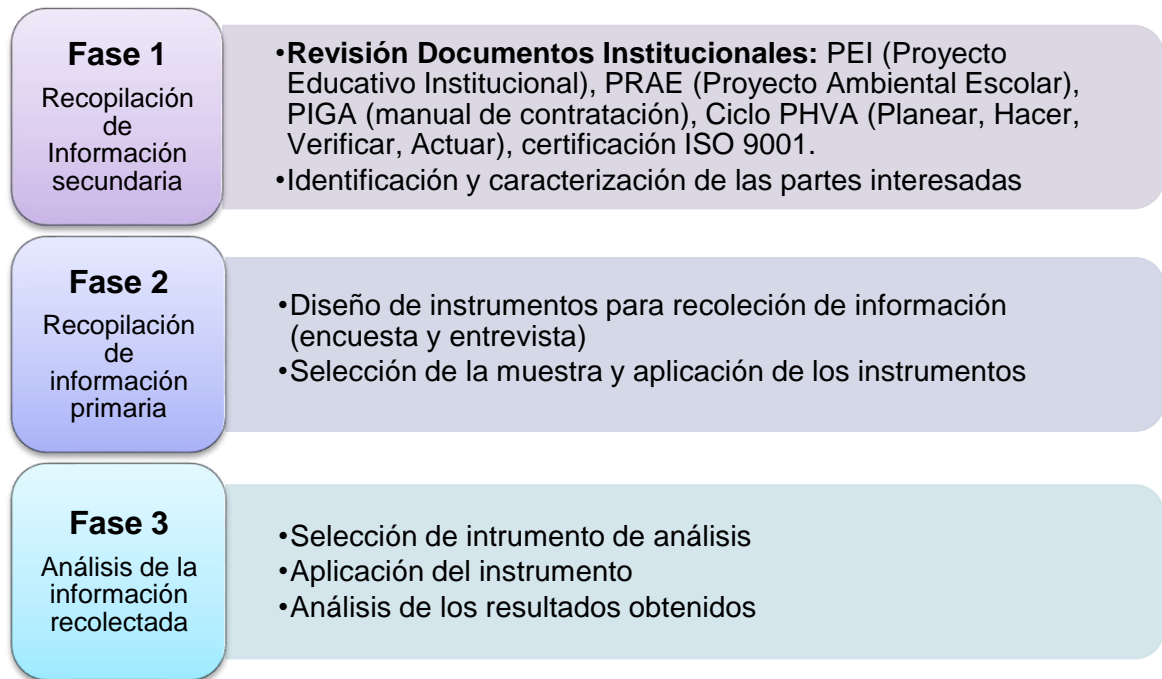 Fase 1
Recopilación
de
Información
secundaria
•Revisión Documentos Institucionales: PEI (Proyecto
Educativo Institucional), PRAE (Proyecto Ambiental Escolar),
PIGA (manual de contratación), Ciclo PHVA (Planear, Hacer,
Verificar, Actuar), certificación ISO 9001.
•Identificación y caracterización de las partes interesadas
Fase 2
Recopilación
de
información
primaria
•Diseño de instrumentos para recoleción de información
(encuesta y entrevista)
•Selección de la muestra y aplicación de los instrumentos
Fase 3
Análisis de la
información
recolectada
•Selección de intrumento de análisis
•Aplicación del instrumento
•Análisis de los resultados obtenidos